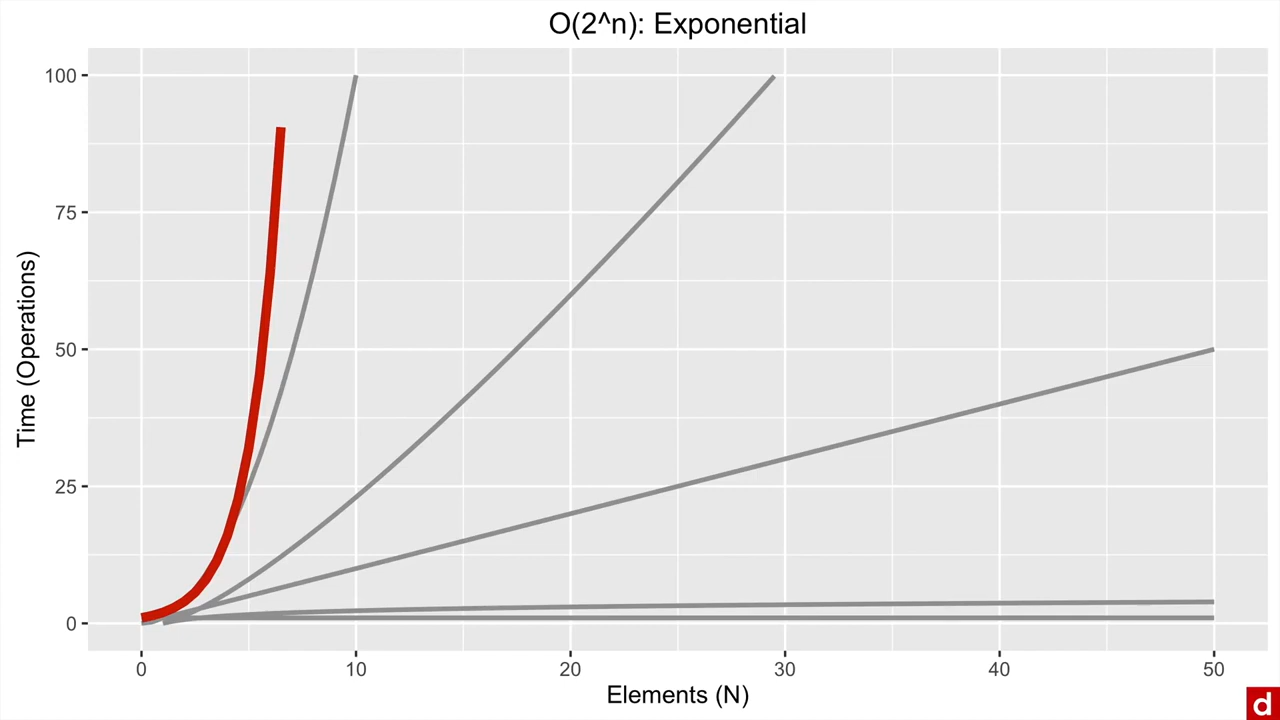 O(2^n): Exponential
Time (Operations)
100
75
50
25
0
0 10 20 30 40 50
Elements (N)
d